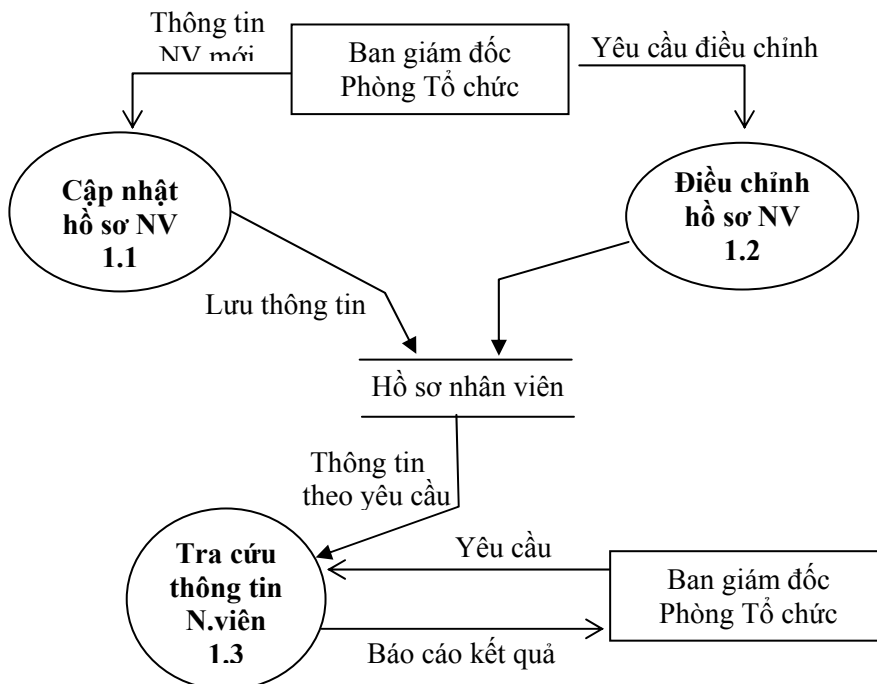 Thông tin
NV mới
Ban giám đốc
Phòng Tổ chức
Yêu cầu điều chỉnh
Cập nhật
hồ sơ NV
1.1
Điều chỉnh
hồ sơ NV
1.2
Lưu thông tin
Hồ sơ nhân viên
Thông tin
theo yêu cầu
Tra cứu
thông tin
N.viên
1.3
Yêu cầu
Ban giám đốc
Phòng Tổ chức
Báo cáo kết quả